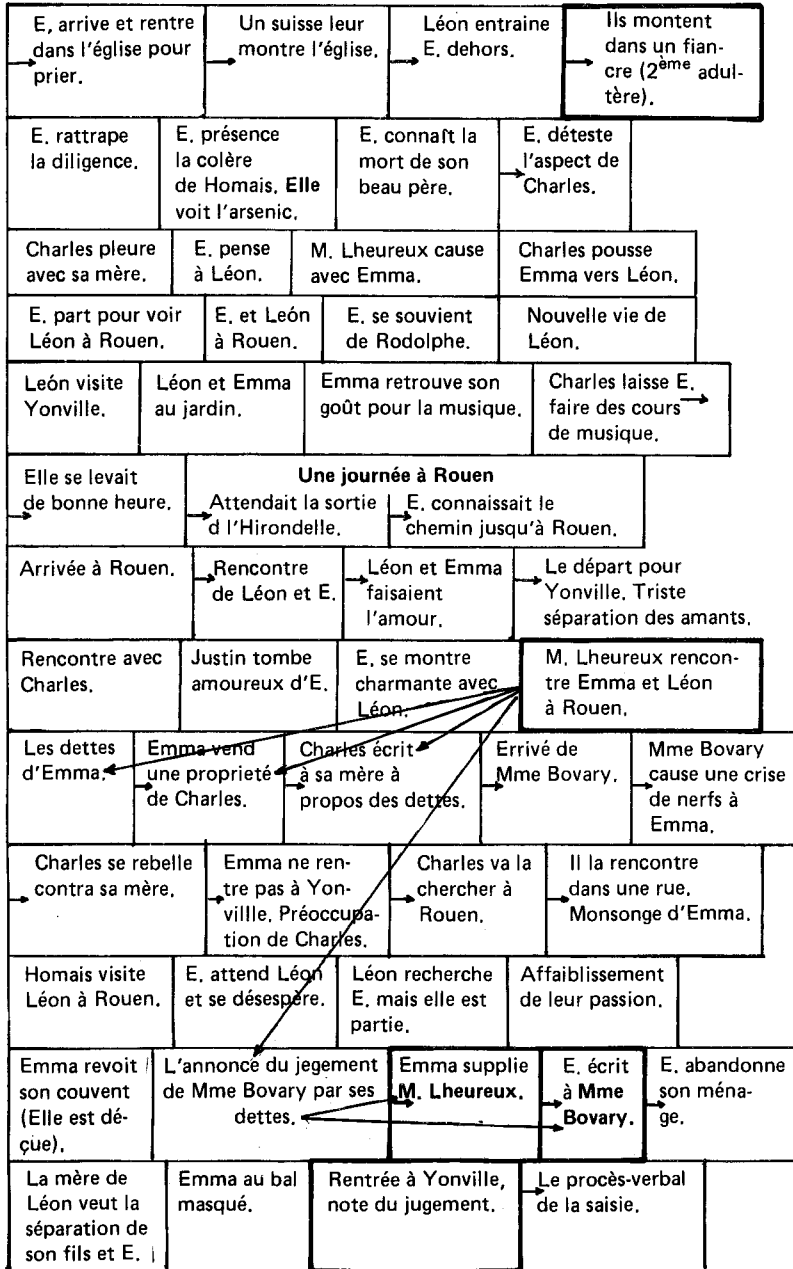 E, arrive et rentre
dans l'église pour
prier.
Un suisse leur
montre l'église.
Léon entraine
E. dehors.
Ils montent
dans un fian-
cre (2ème adul-
tère).
E. rattrape
la diligence.
E. présence
la colère
de Homais. Elle
voit l'arsenic.
E. connaît la
mort de son
beau père.
E. déteste
l'aspect de
Charles.
Charles pleure
avec sa mère.
E. pense
à Léon.
M. Lheureux cause
avec Emma.
Charles pousse
Emma vers Léon.
E. part pour voir
Léon à Rouen.
E. et León
à Rouen.
E. se souvient
de Rodolphe.
Nouvelle vie de
Léon.
León visite
Yonville.
Léon et Emma
au jardin.
Emma retrouve son
goût pour la musique.
Charles laisse E.
faire des cours
de musique.
Elle se levait
de bonne heure.
Une journée à Rouen
Attendait la sortie
d l'Hirondelle.
E. connaissait le
chemin jusqu'à Rouen.
Arrivée à Rouen.
Rencontre
de Léon et E.
Léon et Emma
faisaient
l'amour.
Le départ pour
Yonville. Triste
séparation des amants.
Rencontre avec
Charles.
Justin tombe
amoureux d'E.
E. se montre
charmante avec
Léon.
M. Lheureux rencon-
tre Emma et Léon
à Rouen.
Les dettes
d'Emma.
Emma vend
une proprieté
de Charles.
Charles écrit
à sa mère à
propos des dettes.
Errivé de
Mme Bovary.
Mme Bovary
cause une crise
de nerfs à
Emma.
Charles se rebelle
contra sa mère.
Emma ne ren-
tre pas à Yon-
villle. Préoccupa-
tion de Charles.
Charles va la
chercher à
Rouen.
Il la rencontre
dans une rue.
Monsonge d'Emma.
Homais visite
Léon à Rouen.
E. attend Léon
et se désespère.
Léon recherche
E. mais elle est
partie.
Affaiblissement
de leur passion.
Emma revoit
son couvent
(Elle est dé-
çue).
L'annonce du jegement
de Mme Bovary par ses
dettes.
Emma supplie
M. Lheureux.
E. écrit
à Mme
Bovary.
E. abandonne
son ména-
ge.
La mère de
Léon veut la
séparation de
son fils et E.
Emma au bal
masqué.
Rentrée à Yonville,
note du jugement.
Le procès-verbal
de la saisie.